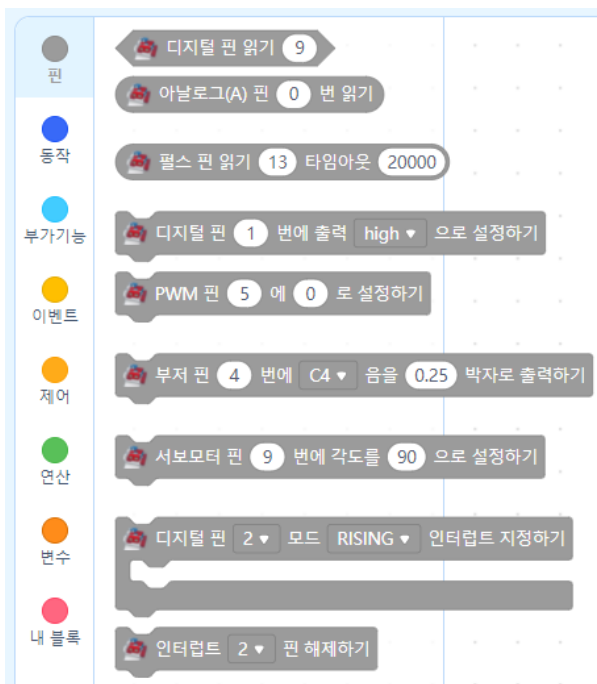 핀
동작
부가기능
이벤트
제어
연산
변수
내 블록
디지털 핀 읽기 9
아날로그(A) 핀 0 번 읽기
펄스 핀 읽기 13 타임아웃 20000
디지털 핀 1 번에 출력 high 으로 설정하기
PWM 핀 5 에 0 로 설정하기
부저 핀 4 번에 C4 음을 0.25 박자로 출력하기
서보모터 핀 9 번에 각도를 90 으로 설정하기
디지털 핀 2 모드 RISING 인터럽트 지정하기
인터럽트 2 핀 해제하기